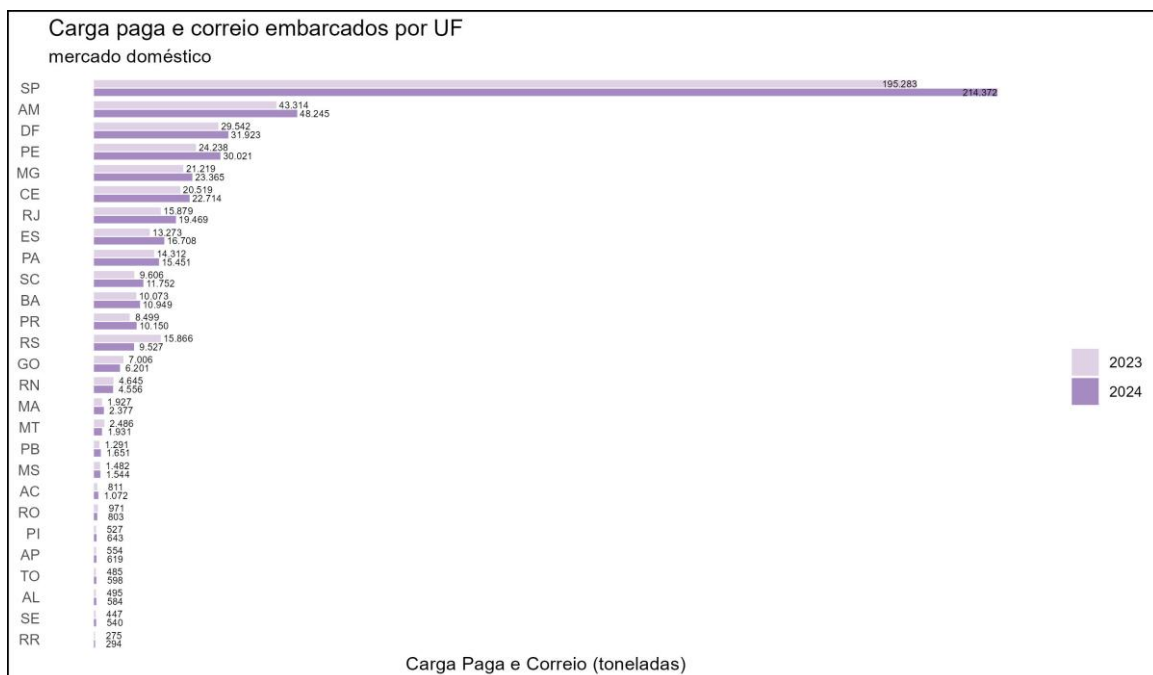 Carga paga e correio embarcados por UF
mercado doméstico
SP
195.283
214.372
AM
43.314
48.245
DF
29.542
31.923
PE
24.238
30.021
MG
21.219
23.365
CE
20.519
22.714
RJ
15.879
19.469
ES
13.273
16.708
PA
14.312
15.451
SC
9.606
11.752
BA
10.073
10.949
PR
8.499
10.150
RS
15.866
9.527
GO
7.006
6.201
RN
4.645
4.556
MA
1.927
2.377
MT
2.486
1.931
PB
1.291
1.651
MS
1.482
1.544
AC
811
1.072
RO
971
803
PI
527
643
AP
554
619
TO
485
598
AL
495
584
SE
447
540
RR
275
294
2023
2024
Carga Paga e Correio (toneladas)